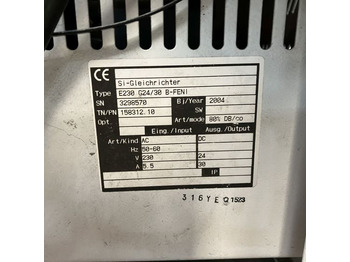 CE
Si-Gleichrichter
Type E230 G24/30 B-FENI
SN 3298570 Bj/Year 2004
TN/PN 158312.10 SW
Opt. Art/mode 80% DB/
Eing./Input Ausg./Output
Art/Kind AC DC
Hz 50-60
V 230 24
A 5.5 30
IP
316YE 1523